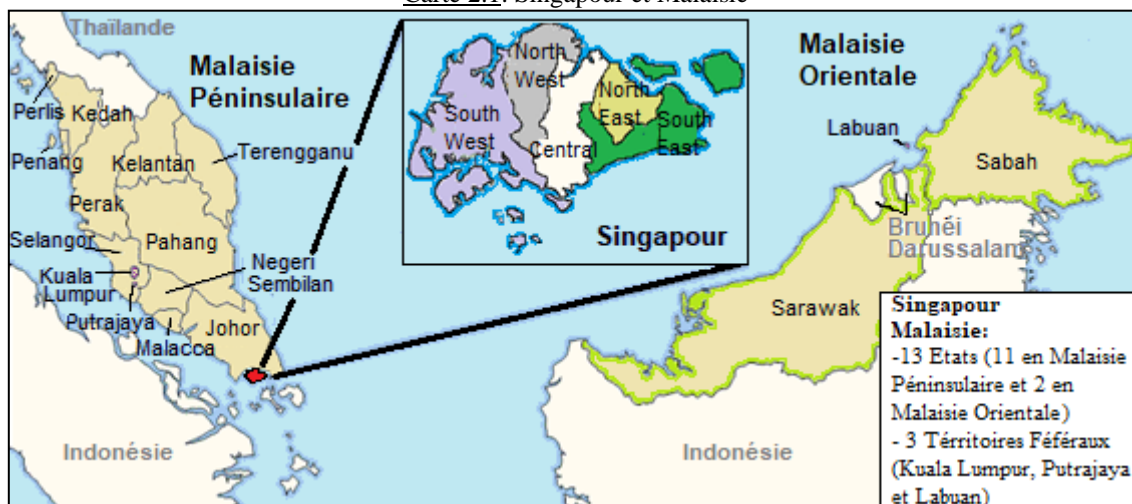 Carte 2.1: Singapour et Malaisie
Thaïlande
Malaisie
Péninsulaire
Perlis
Kedah
Penang
Kelantan
Terengganu
Perak
Selangor
Pahang
Kuala
Lumpur
Negeri
Sembilan
Putrajaya
Malacca
Johor
Indonésie
North
West
North
East
South
West
South
East
Central
Singapour
Malaisie
Orientale
Labuan
Sabah
Brunéi
Darussalam
Sarawak
Indonésie
Singapour
Malaisie:
-13 Etats (11 en Malaisie
Péninsulaire et 2 en
Malaisie Orientale)
- 3 Térritoires Féféraux
(Kuala Lumpur, Putrajaya
et Labuan)